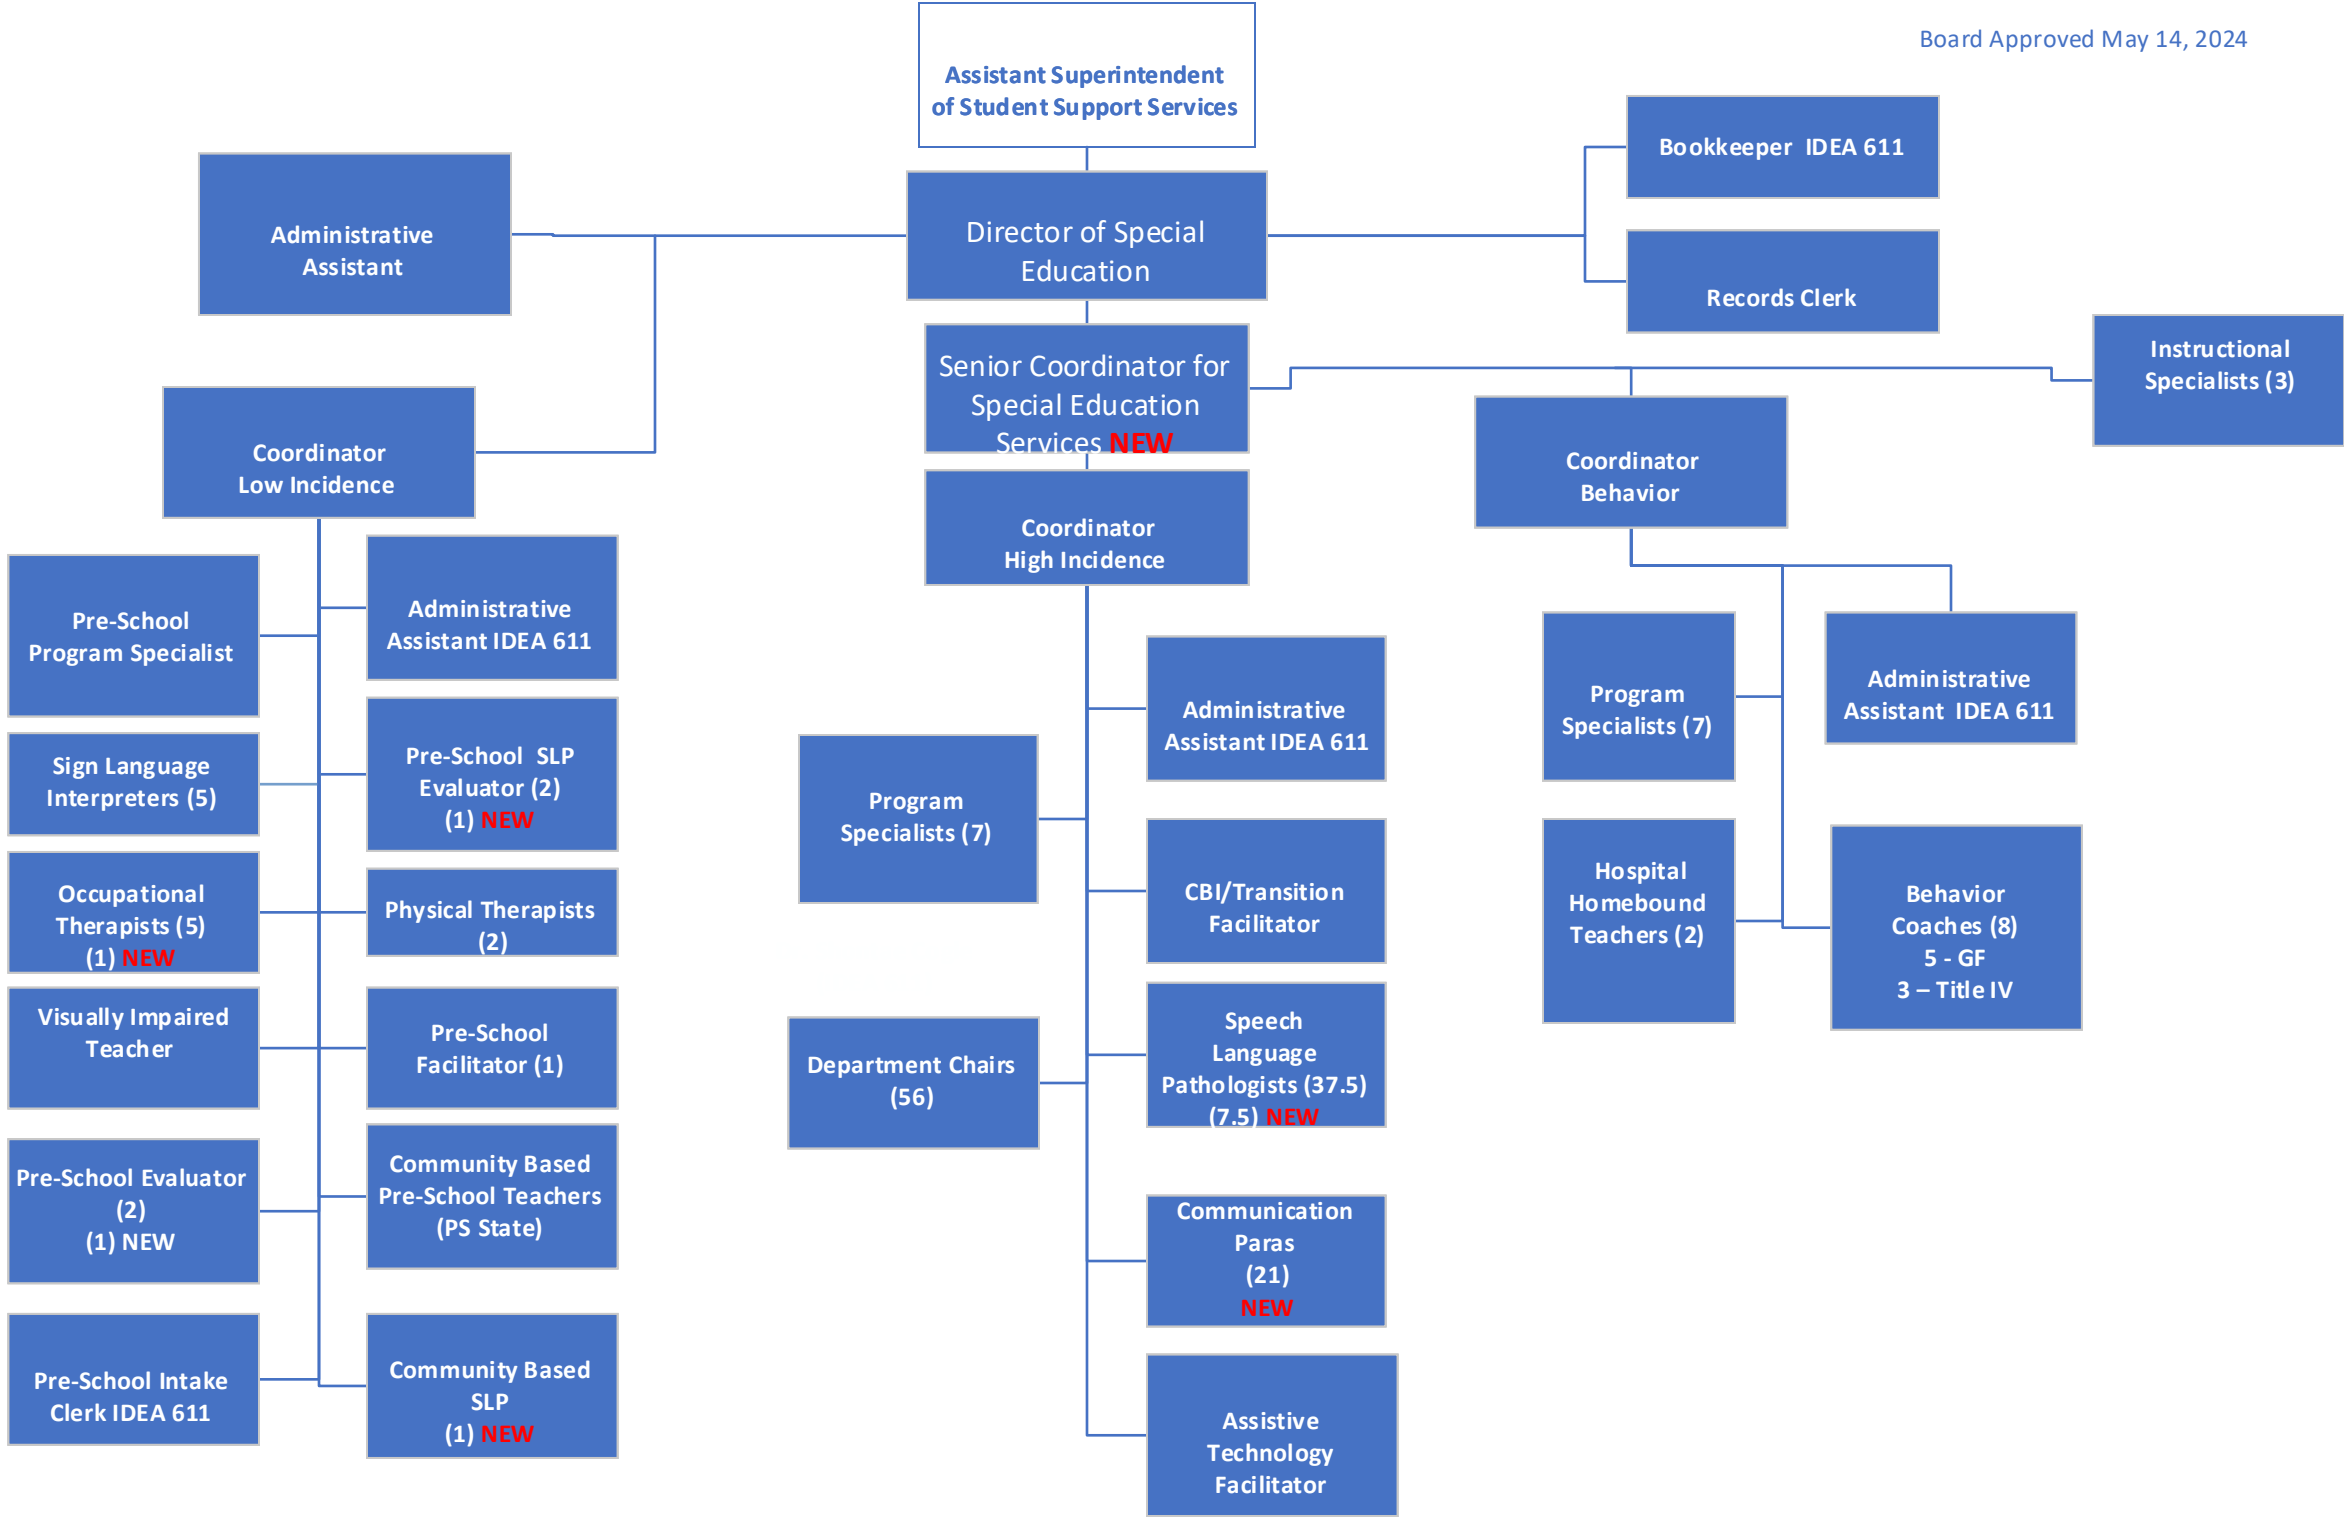 Board Approved May 14, 2024
Assistant Superintendent
of Student Support Services
Bookkeeper  IDEA 611
Administrative
Assistant
Director of Special
Education
Records Clerk
Senior Coordinator for
Special Education
Services NEW
Instructional
Specialists (3)
Coordinator
Low Incidence
Coordinator
Behavior
Coordinator
High Incidence
Pre-School
Program Specialist
Administrative
Assistant IDEA 611
Sign Language
Interpreters (5)
Pre-School  SLP
Evaluator (2)
(1) NEW
Occupational
Therapists (5)
(1) NEW
Physical Therapists
(2)
Visually Impaired
Teacher
Pre-School
Facilitator (1)
Pre-School Evaluator
(2)
(1) NEW
Community Based
Pre-School Teachers
(PS State)
Pre-School Intake
Clerk IDEA 611
Community Based
SLP
(1) NEW
Program
Specialists (7)
Department Chairs
(56)
Administrative
Assistant IDEA 611
CBI/Transition
Facilitator
Speech
Language
Pathologists (37.5)
(7.5) NEW
Communication
Paras
(21)
NEW
Assistive
Technology
Facilitator
Program
Specialists (7)
Administrative
Assistant  IDEA 611
Hospital
Homebound
Teachers (2)
Behavior
Coaches (8)
5 - GF
3 – Title IV